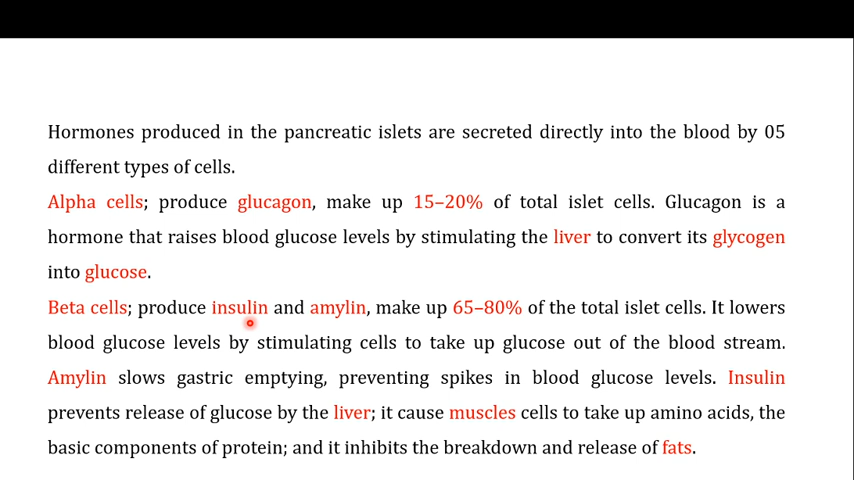 Hormones produced in the pancreatic islets are secreted directly into the blood by 05
different types of cells.
Alpha cells; produce glucagon, make up 15–20% of total islet cells. Glucagon is a
hormone that raises blood glucose levels by stimulating the liver to convert its glycogen
into glucose.
Beta cells; produce insulin and amylin, make up 65–80% of the total islet cells. It lowers
blood glucose levels by stimulating cells to take up glucose out of the blood stream.
Amylin slows gastric emptying, preventing spikes in blood glucose levels. Insulin
prevents release of glucose by the liver; it cause muscles cells to take up amino acids, the
basic components of protein; and it inhibits the breakdown and release of fats.